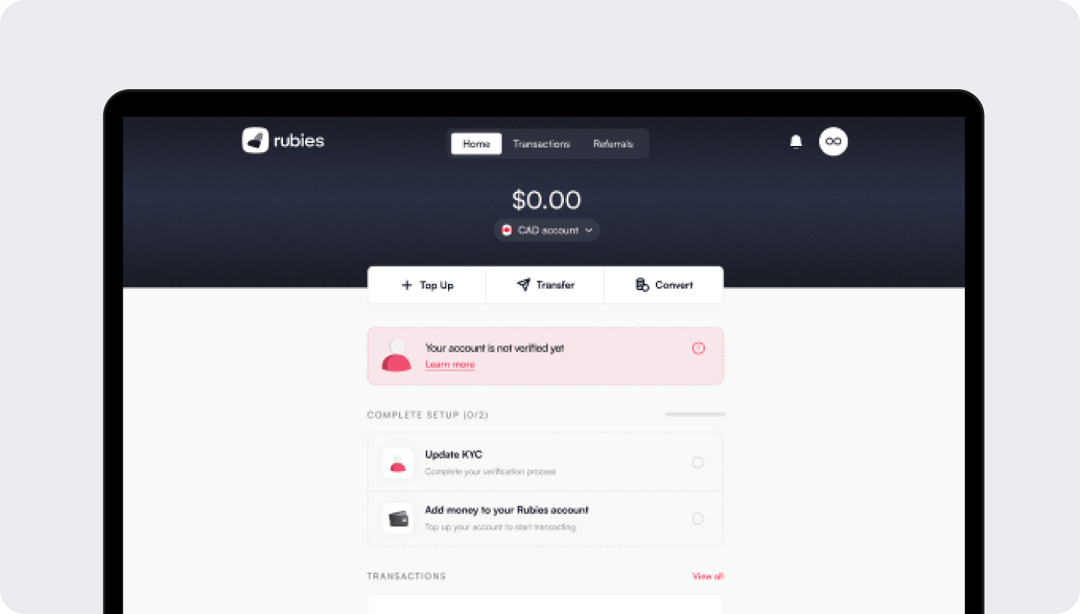 rubies
Home
Transactions
Referrals
$0.00
CAD account
Top Up
Transfer
Convert
Your account is not verified yet
Learn more
COMPLETE SETUP (0/2)
Update KYC
Complete your verification process
Add money to your Rubies account
Top up your account to start transacting
TRANSACTIONS
View all